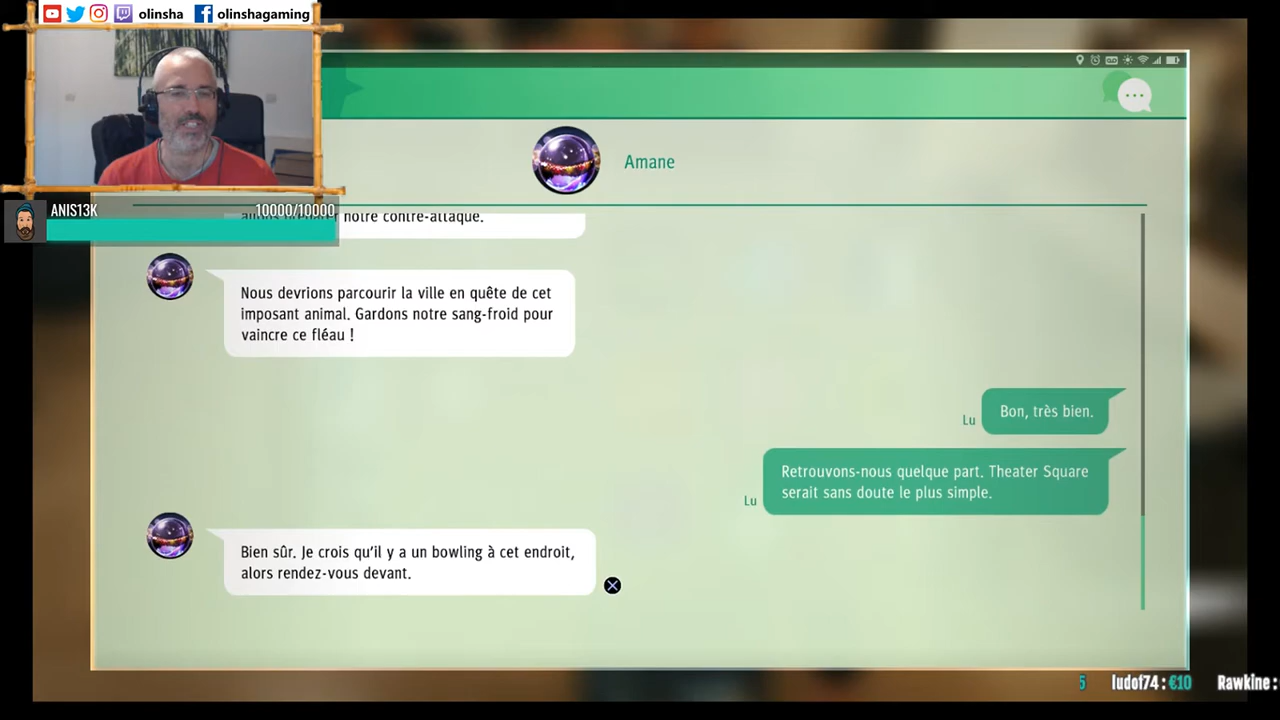 olinsha olinshagaming
Amane
ANIS13K 10000/10000
notre contre-attaque.
Nous devrions parcourir la ville en quête de cet
imposant animal. Gardons notre sang-froid pour
vaincre ce fléau !
Bon, très bien.
Lu
Retrouvons-nous quelque part. Theater Square
serait sans doute le plus simple.
Lu
Bien sûr. Je crois qu'il y a un bowling à cet endroit,
alors rendez-vous devant.
5 ludof74 : €10 Rawkine :